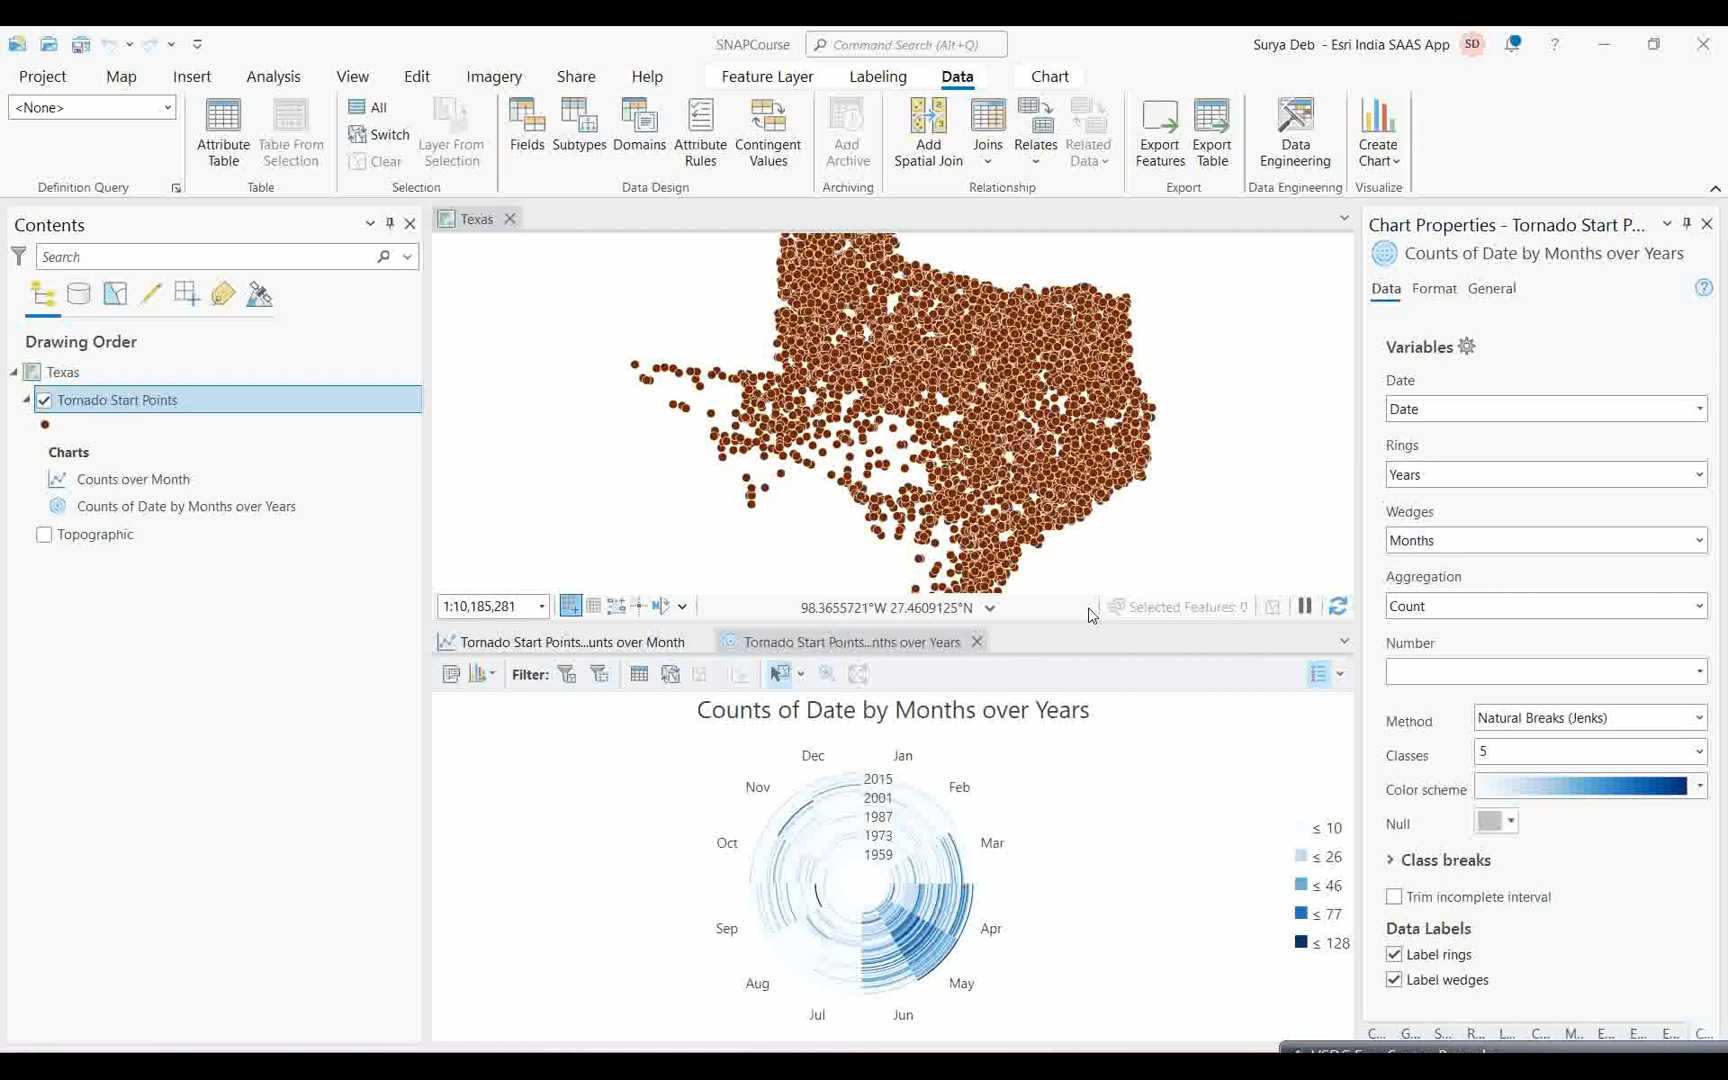 SNAPCourse
Command Search (Alt+Q)
Surya Deb - Esri India SAAS App
SD
?
Project
Map
Insert
Analysis
View
Edit
Imagery
Share
Help
Feature Layer
Labeling
Data
Chart
<None>
Definition Query
Attribute Table
Table From Selection
Table
All
Switch
Clear
Layer From Selection
Selection
Fields
Subtypes
Domains
Attribute Rules
Contingent Values
Data Design
Add Archive
Archiving
Add Spatial Join
Joins
Relates
Related Data
Relationship
Export Features
Export Table
Export
Data Engineering
Data Engineering
Create Chart
Visualize
Contents
Search
Drawing Order
Texas
Tornado Start Points
Charts
Counts over Month
Counts of Date by Months over Years
Topographic
Texas
1:10,185,281
98.3655721°W 27.4609125°N
Selected Features: 0
Tornado Start Points...unts over Month
Tornado Start Points...nths over Years
Filter:
Counts of Date by Months over Years
Dec
Jan
Nov
2015
Feb
2001
1987
Oct
1973
Mar
1959
Sep
Apr
Aug
May
Jul
Jun
≤ 10
≤ 26
≤ 46
≤ 77
≤ 128
Chart Properties - Tornado Start P...
Counts of Date by Months over Years
Data
Format
General
?
Variables
Date
Date
Rings
Years
Wedges
Months
Aggregation
Count
Number
Method
Natural Breaks (Jenks)
Classes
5
Color scheme
Null
Class breaks
Trim incomplete interval
Data Labels
Label rings
Label wedges
C... G... S... R... L... C... M... E... E... E... C...